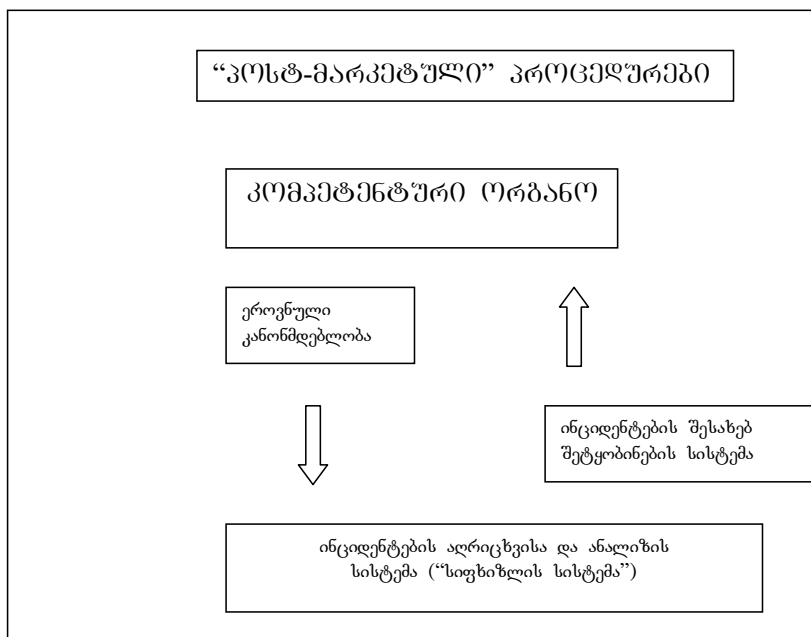 “პოსტ-მარკეტული” პროცედურები
კომპეტენტური ორგანო
ეროვნული
კანონმდებლობა
ინციდენტების შესახებ
შეტყობინების სისტემა
ინციდენტების აღრიცხვისა და ანალიზის
სისტემა (“სიფხიზლის სისტემა”)